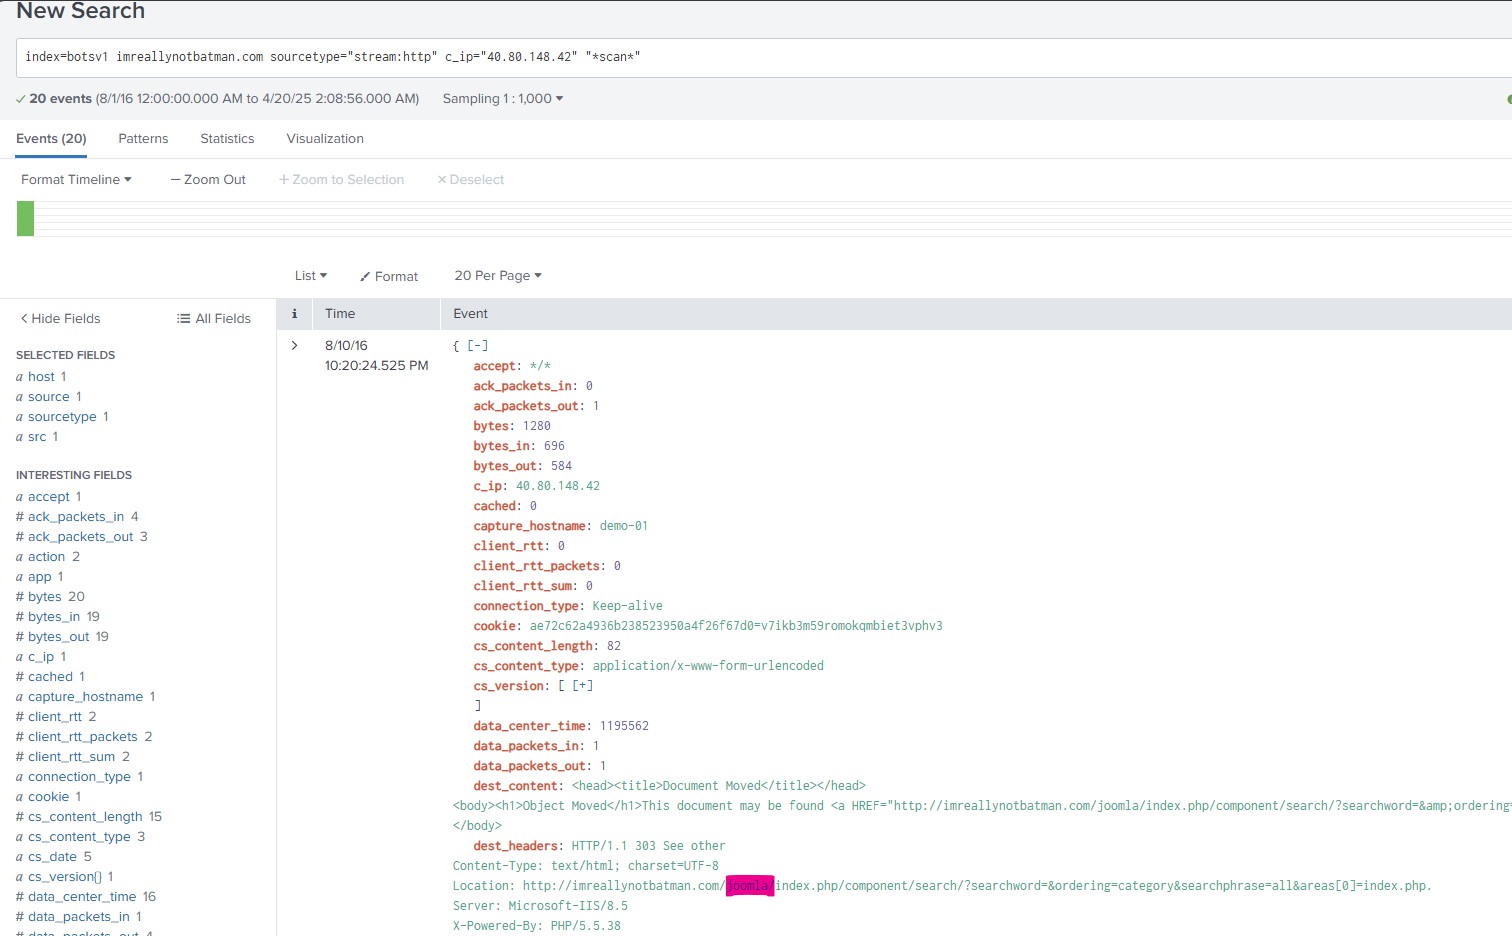 New Search
index=botsv1 imreallynotbatman.com sourcetype="stream:http" c_ip="40.80.148.42" "*scan*"
20 events (8/1/16 12:00:00.000 AM to 4/20/25 2:08:56.000 AM) Sampling 1 : 1,000
Events (20) Patterns Statistics Visualization
Format Timeline — Zoom Out + Zoom to Selection × Deselect
List Format 20 Per Page
< Hide Fields All Fields
SELECTED FIELDS
a host 1
a source 1
a sourcetype 1
a src 1
INTERESTING FIELDS
a accept 1
# ack_packets_in 4
# ack_packets_out 3
a action 2
a app 1
# bytes 20
# bytes_in 19
# bytes_out 19
a c_ip 1
# cached 1
a capture_hostname 1
# client_rtt 2
# client_rtt_packets 2
# client_rtt_sum 2
a connection_type 1
a cookie 1
# cs_content_length 15
a cs_content_type 3
a cs_date 5
a cs_version{} 1
# data_center_time 16
# data_packets_in 1
# data_packets_out 4
i Time Event
> 8/10/16
10:20:24.525 PM
{ [-]
accept: */*
ack_packets_in: 0
ack_packets_out: 1
bytes: 1280
bytes_in: 696
bytes_out: 584
c_ip: 40.80.148.42
cached: 0
capture_hostname: demo-01
client_rtt: 0
client_rtt_packets: 0
client_rtt_sum: 0
connection_type: Keep-alive
cookie: ae72c62a4936b238523950a4f26f67d0=v7ikb3m59romokqmbiet3vphv3
cs_content_length: 82
cs_content_type: application/x-www-form-urlencoded
cs_version: [ [+]
]
data_center_time: 1195562
data_packets_in: 1
data_packets_out: 1
dest_content: <head><title>Document Moved</title></head>
<body><h1>Object Moved</h1>This document may be found <a HREF="http://imreallynotbatman.com/joomla/index.php/component/search/?searchword=&amp;ordering=
</body>
dest_headers: HTTP/1.1 303 See other
Content-Type: text/html; charset=UTF-8
Location: http://imreallynotbatman.com/joomla/index.php/component/search/?searchword=&ordering=category&searchphrase=all&areas[0]=index.php.
Server: Microsoft-IIS/8.5
X-Powered-By: PHP/5.5.38